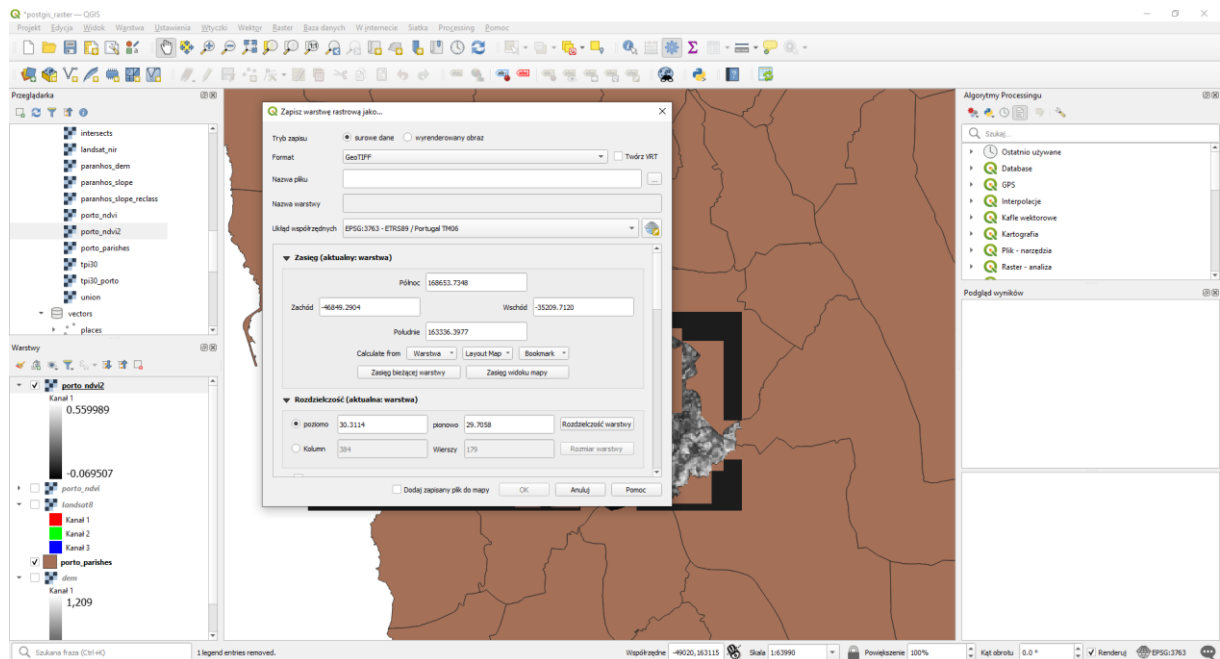 *postgis_raster — QGIS
Projekt Edycja Widok Warstwa Ustawienia Wtyczki Wektor Raster Baza danych W internecie Siatka Processing Pomoc
Przeglądarka
intersects
landsat_nir
paranhos_dem
paranhos_slope
paranhos_slope_reclass
porto_ndvi
porto_ndvi2
porto_parishes
tpi30
tpi30_porto
union
vectors
places
Warstwy
porto_ndvi2
Kanał 1
0.559989
-0.069507
porto_ndvi
landsat8
Kanał 1
Kanał 2
Kanał 3
porto_parishes
dem
Kanał 1
1,209
Zapisz warstwę rastrową jako...
Tryb zapisu surowe dane wyrenderowany obraz
Format GeoTIFF Twórz VRT
Nazwa pliku ...
Nazwa warstwy
Układ współrzędnych EPSG:3763 - ETRS89 / Portugal TM06
Zasięg (aktualny: warstwa)
Północ 168653.7348
Zachód -46849.2904 Wschód -35209.7120
Południe 163336.3977
Calculate from Warstwa Layout Map Bookmark
Zasięg bieżącej warstwy Zasięg widoku mapy
Rozdzielczość (aktualna: warstwa)
poziomo 30.3114 pionowo 29.7058 Rozdzielczość warstwy
Kolumn 384 Wierszy 179 Rozmiar warstwy
Dodaj zapisany plik do mapy OK Anuluj Pomoc
Algorytmy Processingu
Szukaj...
Ostatnio używane
Database
GPS
Interpolacje
Kafle wektorowe
Kartografia
Plik - narzędzia
Raster - analiza
Podgląd wyników
Szukana fraza (Ctrl+K) 1 legend entries removed. Współrzędne -49020,163115 Skala 1:63990 Powiększenie 100% Kąt obrotu 0.0 ° Renderuj EPSG:3763